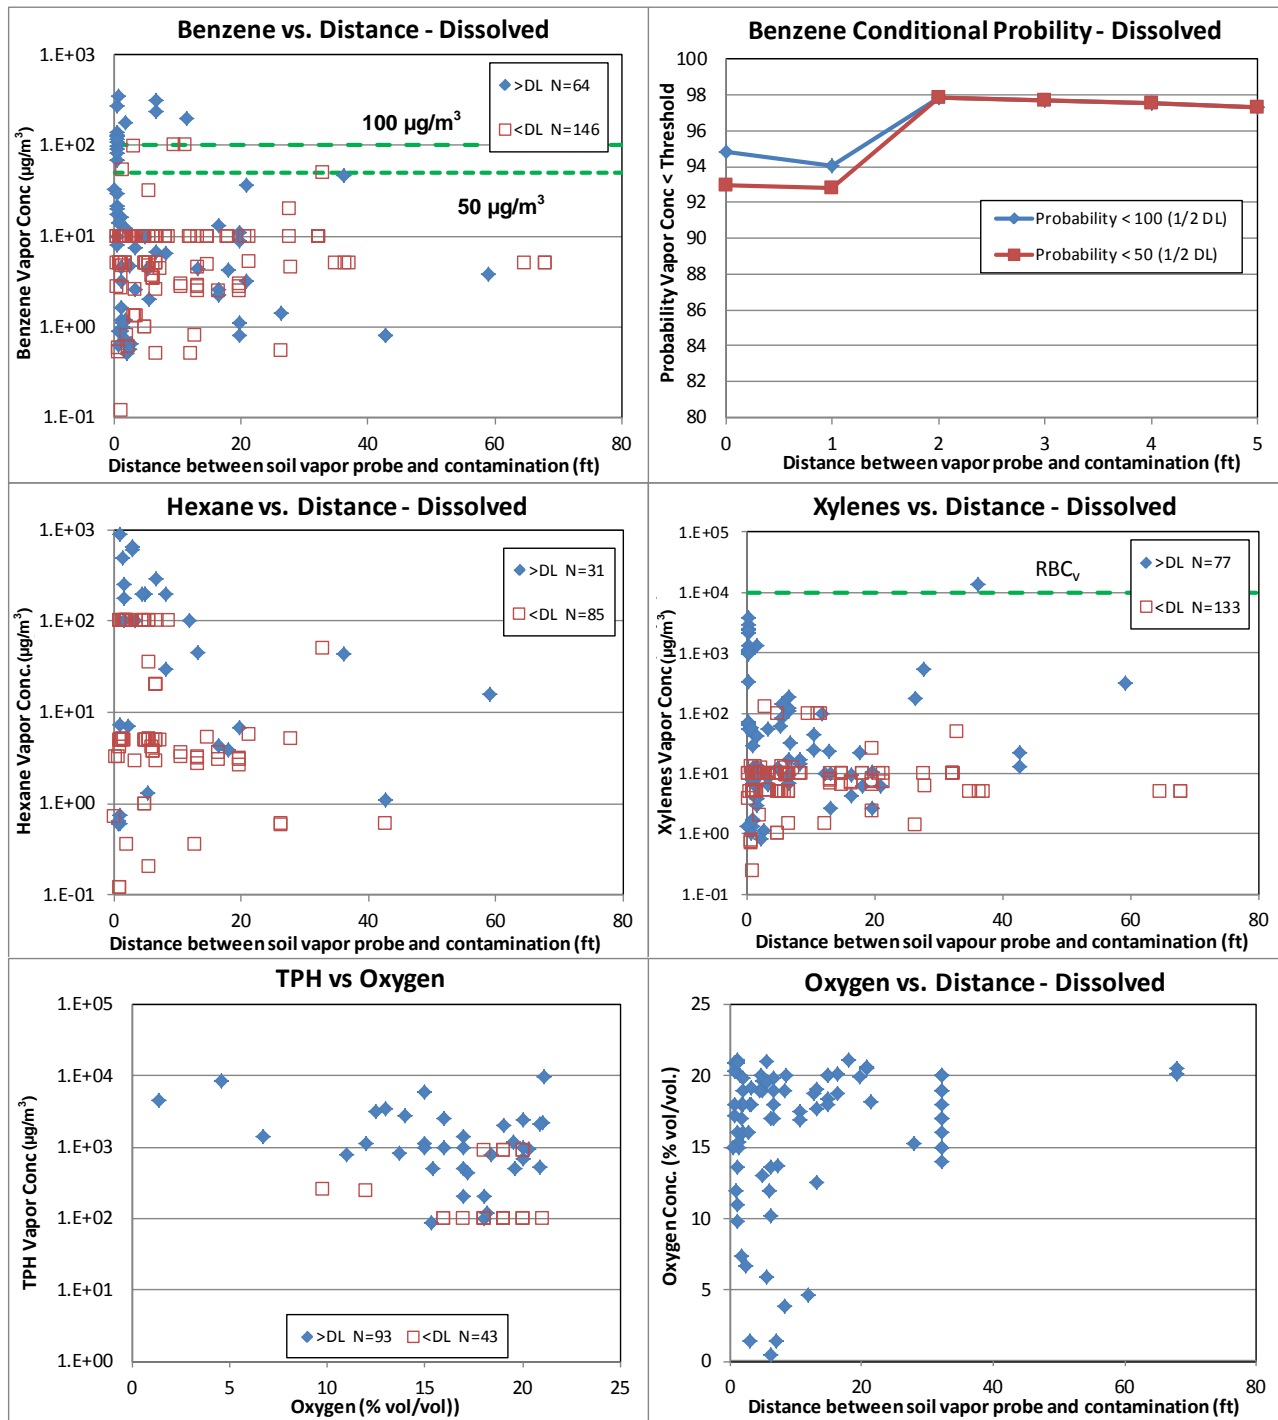 Benzene vs. Distance - Dissolved
1.E+03
1.E+02
1.E+01
1.E+00
1.E-01
Benzene Vapor Conc (µg/m³)
>DL N=64
<DL N=146
100 µg/m³
50 µg/m³
0 20 40 60 80
Distance between soil vapor probe and contamination (ft)
Benzene Conditional Probility - Dissolved
100
98
96
94
92
90
88
86
84
82
80
Probability Vapor Conc < Threshold
Probability < 100 (1/2 DL)
Probability < 50 (1/2 DL)
0 1 2 3 4 5
Distance between vapor probe and contamination (ft)
Hexane vs. Distance - Dissolved
1.E+03
1.E+02
1.E+01
1.E+00
1.E-01
Hexane Vapor Conc. (µg/m³)
>DL N=31
<DL N=85
0 20 40 60 80
Distance between soil vapor probe and contamination (ft)
Xylenes vs. Distance - Dissolved
1.E+05
1.E+04
1.E+03
1.E+02
1.E+01
1.E+00
1.E-01
Xylenes Vapor Conc (µg/m³)
RBCv
>DL N=77
<DL N=133
0 20 40 60 80
Distance betwen soil vapour probe and contamination (ft)
TPH vs Oxygen
1.E+05
1.E+04
1.E+03
1.E+02
1.E+01
1.E+00
TPH Vapor Conc (µg/m³)
>DL N=93 <DL N=43
0 5 10 15 20 25
Oxygen (% vol/vol))
Oxygen vs. Distance - Dissolved
25
20
15
10
5
0
Oxygen Conc. (% vol/vol.)
0 20 40 60 80
Distance between soil vapor probe and contamination (ft)